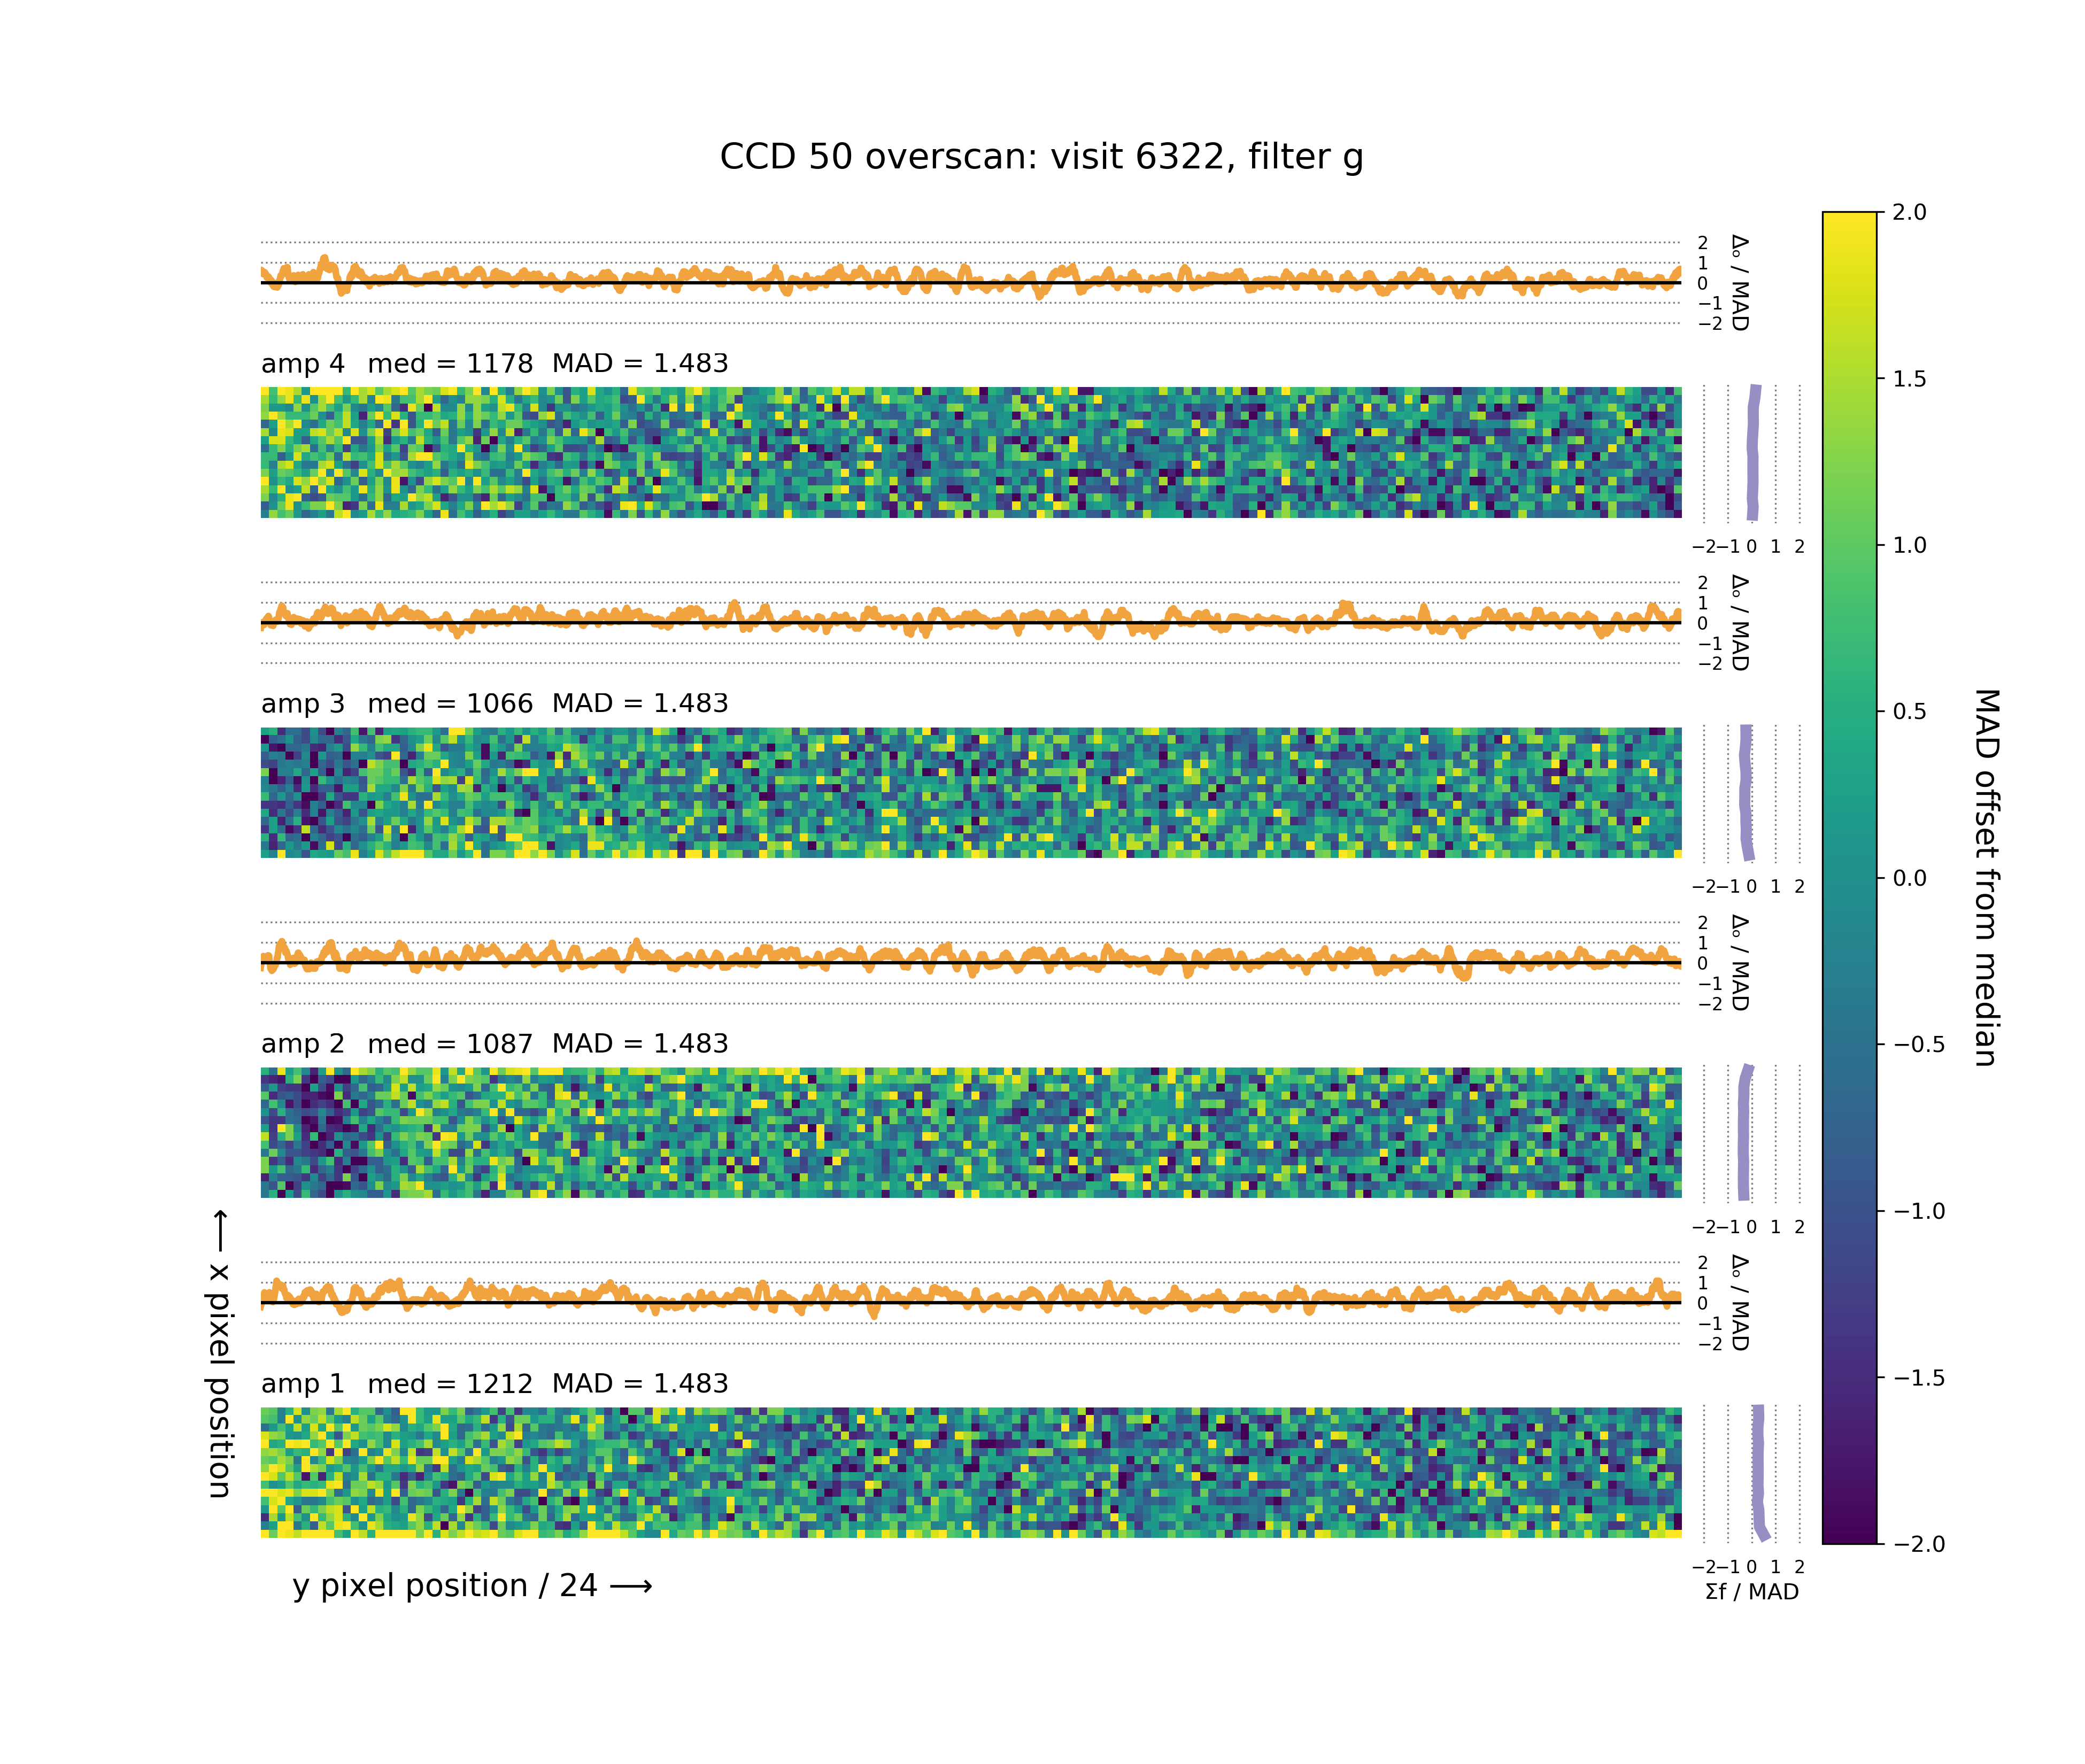 CCD 50 overscan: visit 6322, filter g
2
1
0
−1
−2
Δₒ / MAD
amp 4 med = 1178 MAD = 1.483
−2 −1 0 1 2
2
1
0
−1
−2
Δₒ / MAD
amp 3 med = 1066 MAD = 1.483
−2 −1 0 1 2
2
1
0
−1
−2
Δₒ / MAD
amp 2 med = 1087 MAD = 1.483
−2 −1 0 1 2
2
1
0
−1
−2
Δₒ / MAD
amp 1 med = 1212 MAD = 1.483
−2 −1 0 1 2
Σf / MAD
⟵ x pixel position
y pixel position / 24 ⟶
2.0
1.5
1.0
0.5
0.0
−0.5
−1.0
−1.5
−2.0
MAD offset from median